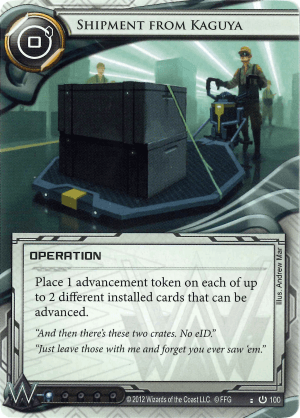 SHIPMENT FROM KAGUYA
0
OPERATION
Place 1 advancement token on each of up
to 2 different installed cards that can be
advanced.
“And then there’s these two crates. No eID.”
“Just leave those with me and forget you ever saw ’em.”
Illus. Andrew Mar
© 2012 Wizards of the Coast LLC. © FFG
100